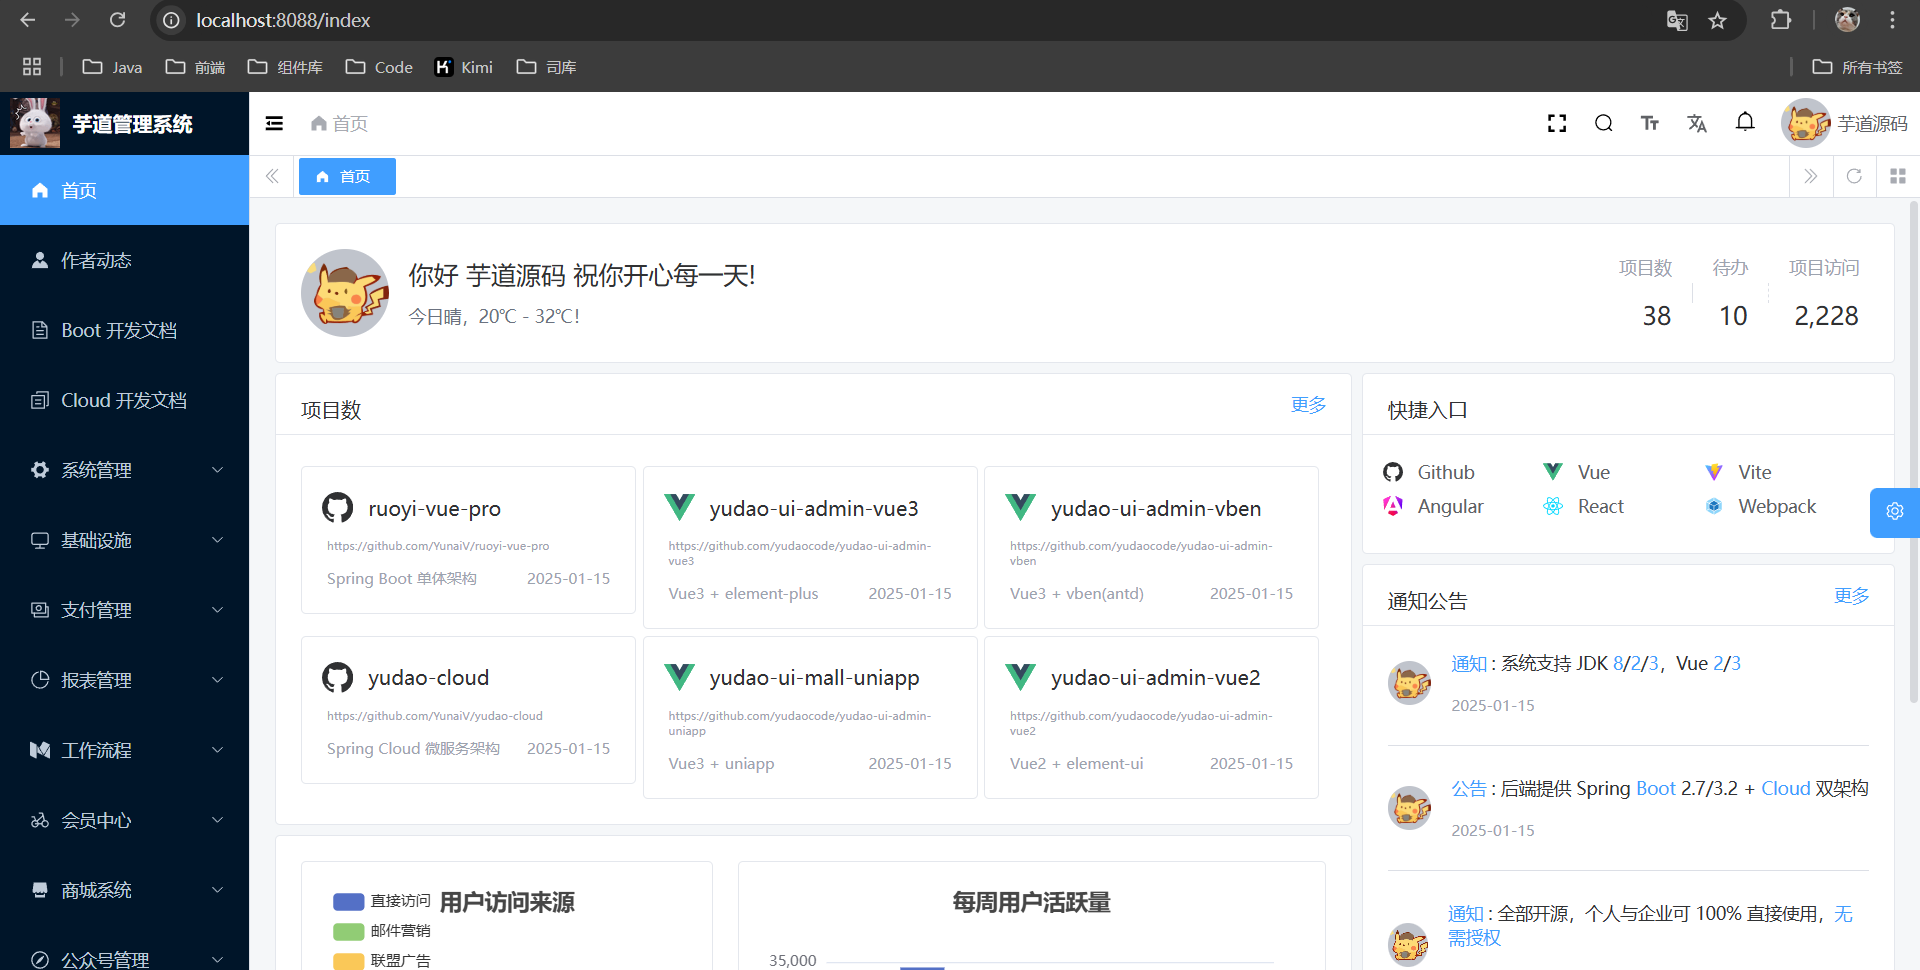 localhost:8088/index
Java
前端
组件库
Code
Kimi
司库
所有书签
芋道管理系统
首页
芋道源码
首页
首页
作者动态
Boot 开发文档
Cloud 开发文档
系统管理
基础设施
支付管理
报表管理
工作流程
会员中心
商城系统
公众号管理
你好 芋道源码 祝你开心每一天!
今日晴，20℃ - 32℃!
项目数
38
待办
10
项目访问
2,228
项目数
更多
ruoyi-vue-pro
https://github.com/YunaiV/ruoyi-vue-pro
Spring Boot 单体架构
2025-01-15
yudao-ui-admin-vue3
https://github.com/yudaocode/yudao-ui-admin-
vue3
Vue3 + element-plus
2025-01-15
yudao-ui-admin-vben
https://github.com/yudaocode/yudao-ui-admin-
vben
Vue3 + vben(antd)
2025-01-15
yudao-cloud
https://github.com/YunaiV/yudao-cloud
Spring Cloud 微服务架构
2025-01-15
yudao-ui-mall-uniapp
https://github.com/yudaocode/yudao-ui-admin-
uniapp
Vue3 + uniapp
2025-01-15
yudao-ui-admin-vue2
https://github.com/yudaocode/yudao-ui-admin-
vue2
Vue2 + element-ui
2025-01-15
用户访问来源
直接访问
邮件营销
联盟广告
每周用户活跃量
35,000
快捷入口
Github
Vue
Vite
Angular
React
Webpack
通知公告
更多
通知 : 系统支持 JDK 8/2/3，Vue 2/3
2025-01-15
公告 : 后端提供 Spring Boot 2.7/3.2 + Cloud 双架构
2025-01-15
通知 : 全部开源，个人与企业可 100% 直接使用，无
需授权